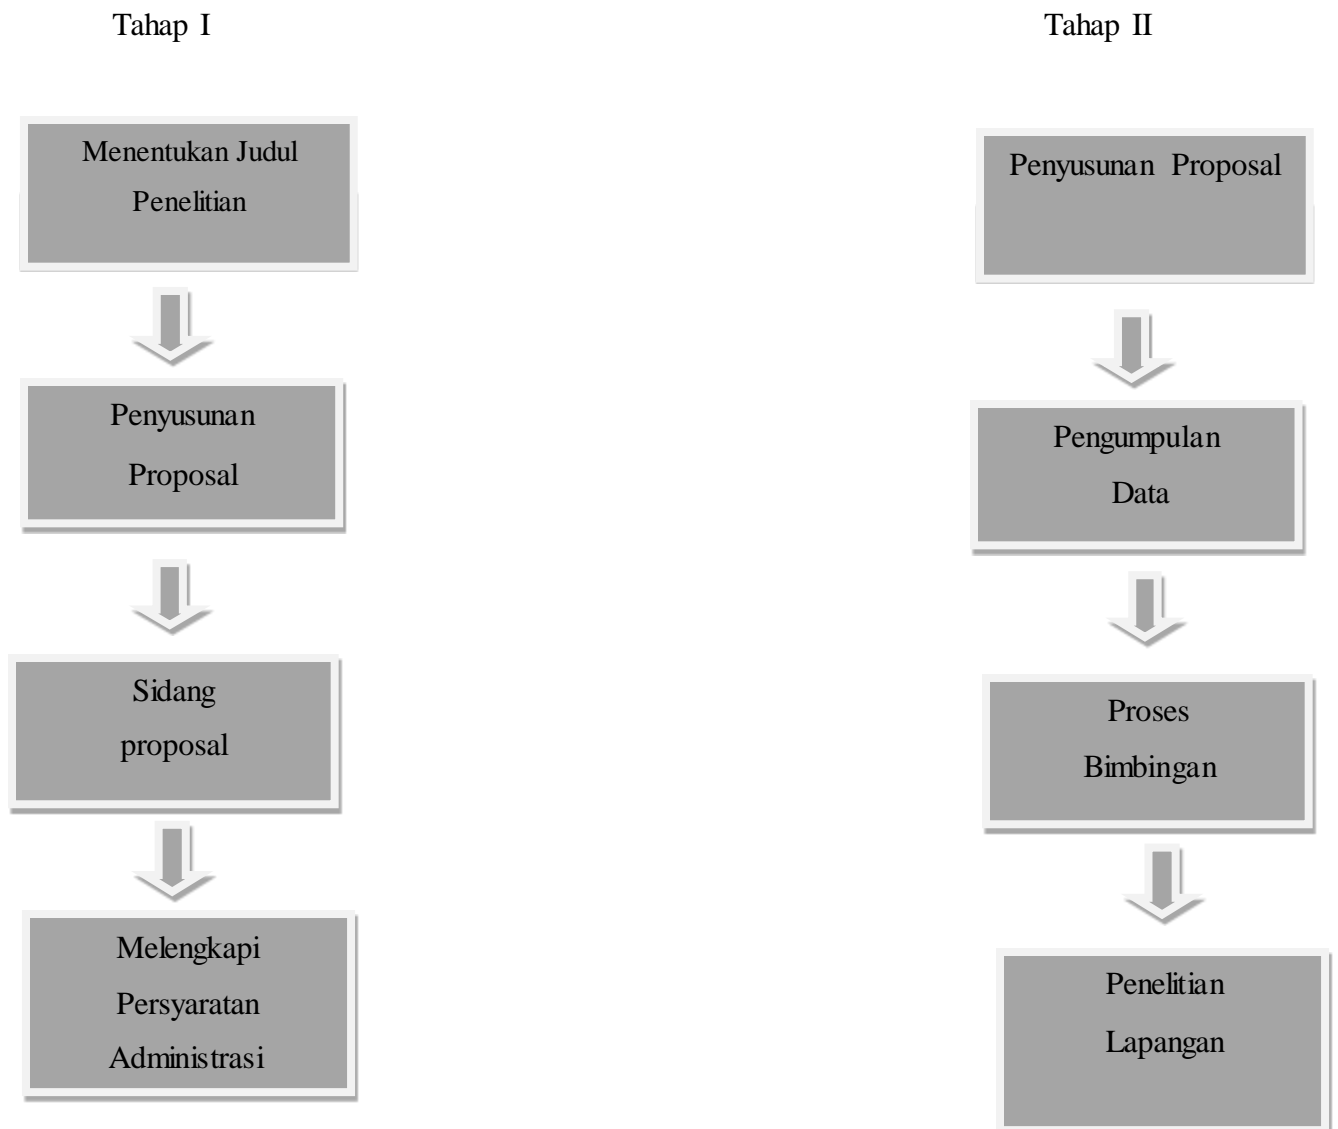 Tahap I
Menentukan Judul
Penelitian
Penyusunan
Proposal
Sidang
proposal
Melengkapi
Persyaratan
Administrasi
Tahap II
Penyusunan Proposal
Pengumpulan
Data
Proses
Bimbingan
Penelitian
Lapangan